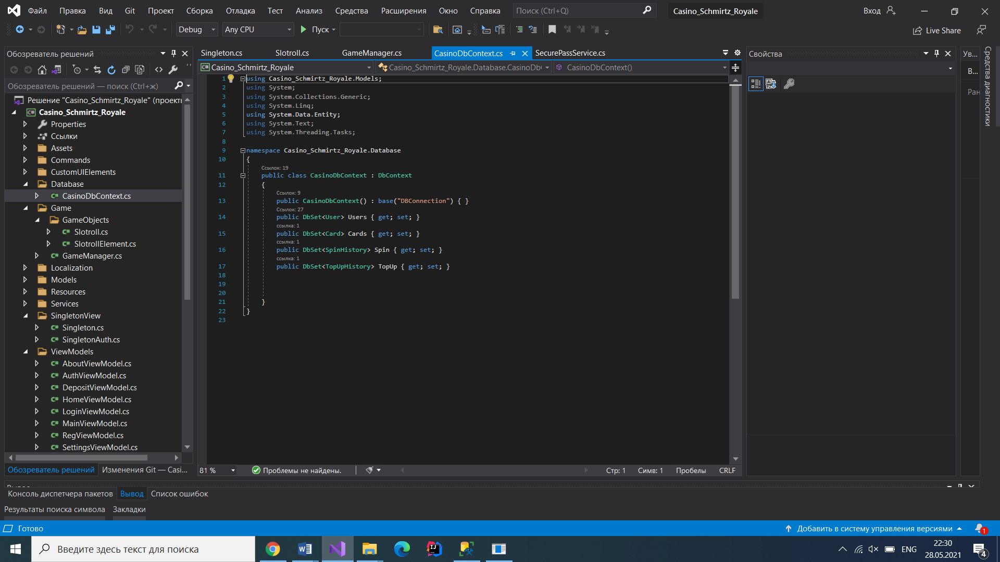 Файл Правка Вид Git Проект Сборка Отладка Тест Анализ Средства Расширения Окно Справка Поиск (Ctrl+Q) Casino_Schmirtz_Royale Вход
Debug Any CPU Пуск Live Share
Обозреватель решений
Обозреватель решений — поиск (Ctrl+ж)
Решение "Casino_Schmirtz_Royale" (проекты
Casino_Schmirtz_Royale
Properties
Ссылки
Assets
Commands
CustomUIElements
Database
CasinoDbContext.cs
Game
GameObjects
Slotroll.cs
SlotrollElement.cs
GameManager.cs
Localization
Models
Resources
Services
SingletonView
Singleton.cs
SingletonAuth.cs
ViewModels
AboutViewModel.cs
AuthViewModel.cs
DepositViewModel.cs
HomeViewModel.cs
LoginViewModel.cs
MainViewModel.cs
RegViewModel.cs
SettingsViewModel.cs
Обозреватель решений Изменения Git — Casi...
Singleton.cs Slotroll.cs GameManager.cs CasinoDbContext.cs SecurePassService.cs
Casino_Schmirtz_Royale Casino_Schmirtz_Royale.Database.CasinoDb CasinoDbContext()
1 using Casino_Schmirtz_Royale.Models;
2 using System;
3 using System.Collections.Generic;
4 using System.Linq;
5 using System.Data.Entity;
6 using System.Text;
7 using System.Threading.Tasks;
8
9 namespace Casino_Schmirtz_Royale.Database
10 {
Ссылок: 19
11 public class CasinoDbContext : DbContext
12 {
Ссылок: 9
13 public CasinoDbContext() : base("DBConnection") { }
Ссылок: 27
14 public DbSet<User> Users { get; set; }
ссылка: 1
15 public DbSet<Card> Cards { get; set; }
ссылка: 1
16 public DbSet<SpinHistory> Spin { get; set; }
ссылка: 1
17 public DbSet<TopUpHistory> TopUp { get; set; }
18
19
20
21 }
22 }
23
81 % Проблемы не найдены. Стр: 1 Симв: 1 Пробелы CRLF
Свойства
Ув...
В...
Ран
Средства диагностики
Консоль диспетчера пакетов Вывод Список ошибок
Результаты поиска символа Закладки
Готово Добавить в систему управления версиями 1
Введите здесь текст для поиска ENG 22:30
28.05.2021 4